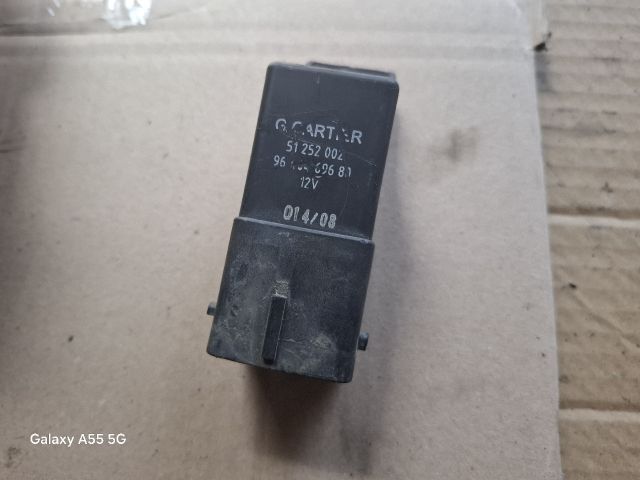 G.CARTIER
51 252 002
96 696 80
12V
014/08
Galaxy A55 5G